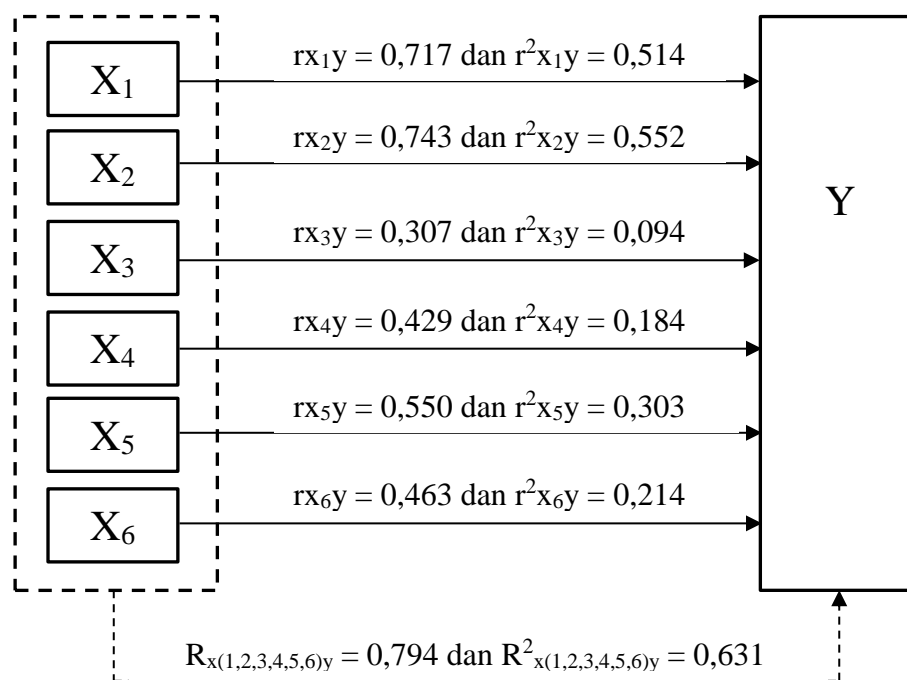 rx₁y = 0,717 dan r²x₁y = 0,514
X₁
rx₂y = 0,743 dan r²x₂y = 0,552
X₂
Y
rx₃y = 0,307 dan r²x₃y = 0,094
X₃
rx₄y = 0,429 dan r²x₄y = 0,184
X₄
rx₅y = 0,550 dan r²x₅y = 0,303
X₅
rx₆y = 0,463 dan r²x₆y = 0,214
X₆
Rₓ₍₁,₂,₃,₄,₅,₆₎y = 0,794 dan R²ₓ₍₁,₂,₃,₄,₅,₆₎y = 0,631